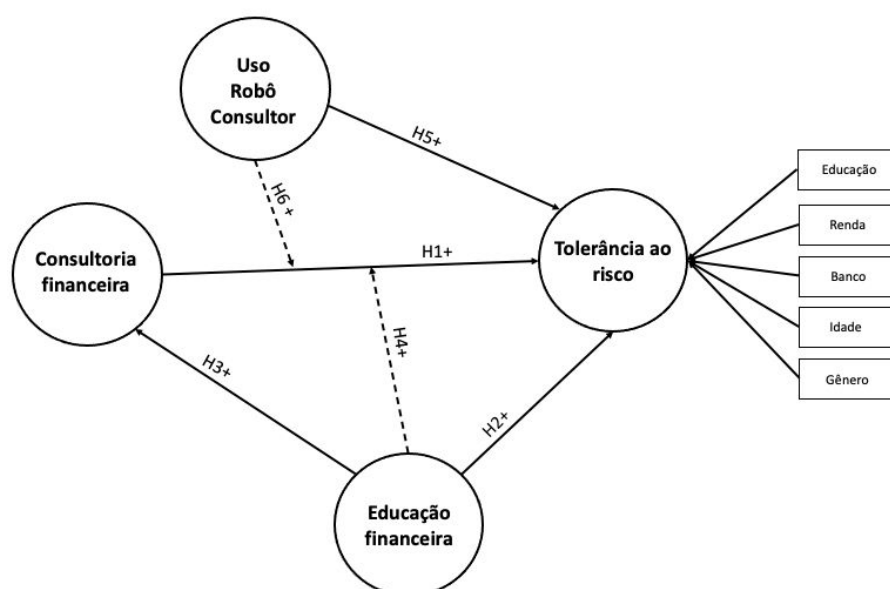 Uso
Robô
Consultor
H5+
H6 +
Educação
Renda
Banco
Idade
Gênero
Consultoria
financeira
H1+
Tolerância ao
risco
H4+
H3+
H2+
Educação
financeira